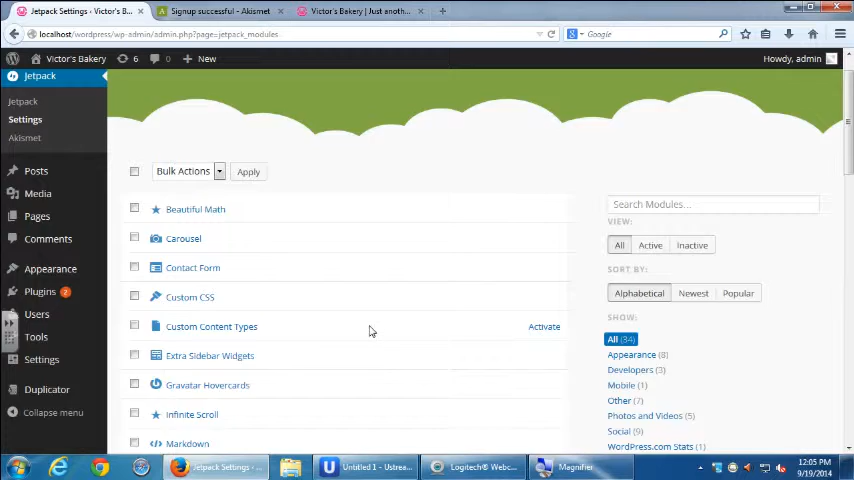 Jetpack Settings ‹ Victor's B...
Signup successful - Akismet
Victor's Bakery | Just anoth...
localhost/wordpress/wp-admin/admin.php?page=jetpack_modules
Google
Victor's Bakery
6
0
New
Howdy, admin
Jetpack
Jetpack
Settings
Akismet
Posts
Media
Pages
Comments
Appearance
Plugins 2
Users
Tools
Settings
Duplicator
Collapse menu
Bulk Actions
Apply
Beautiful Math
Carousel
Contact Form
Custom CSS
Custom Content Types
Activate
Extra Sidebar Widgets
Gravatar Hovercards
Infinite Scroll
Markdown
Search Modules...
VIEW:
All Active Inactive
SORT BY:
Alphabetical Newest Popular
SHOW:
All (34)
Appearance (8)
Developers (3)
Mobile (1)
Other (7)
Photos and Videos (5)
Social (9)
WordPress.com Stats (1)
Jetpack Settings ‹ ...
Untitled 1 - Ustrea...
Logitech® Webc...
Magnifier
12:05 PM
9/19/2014